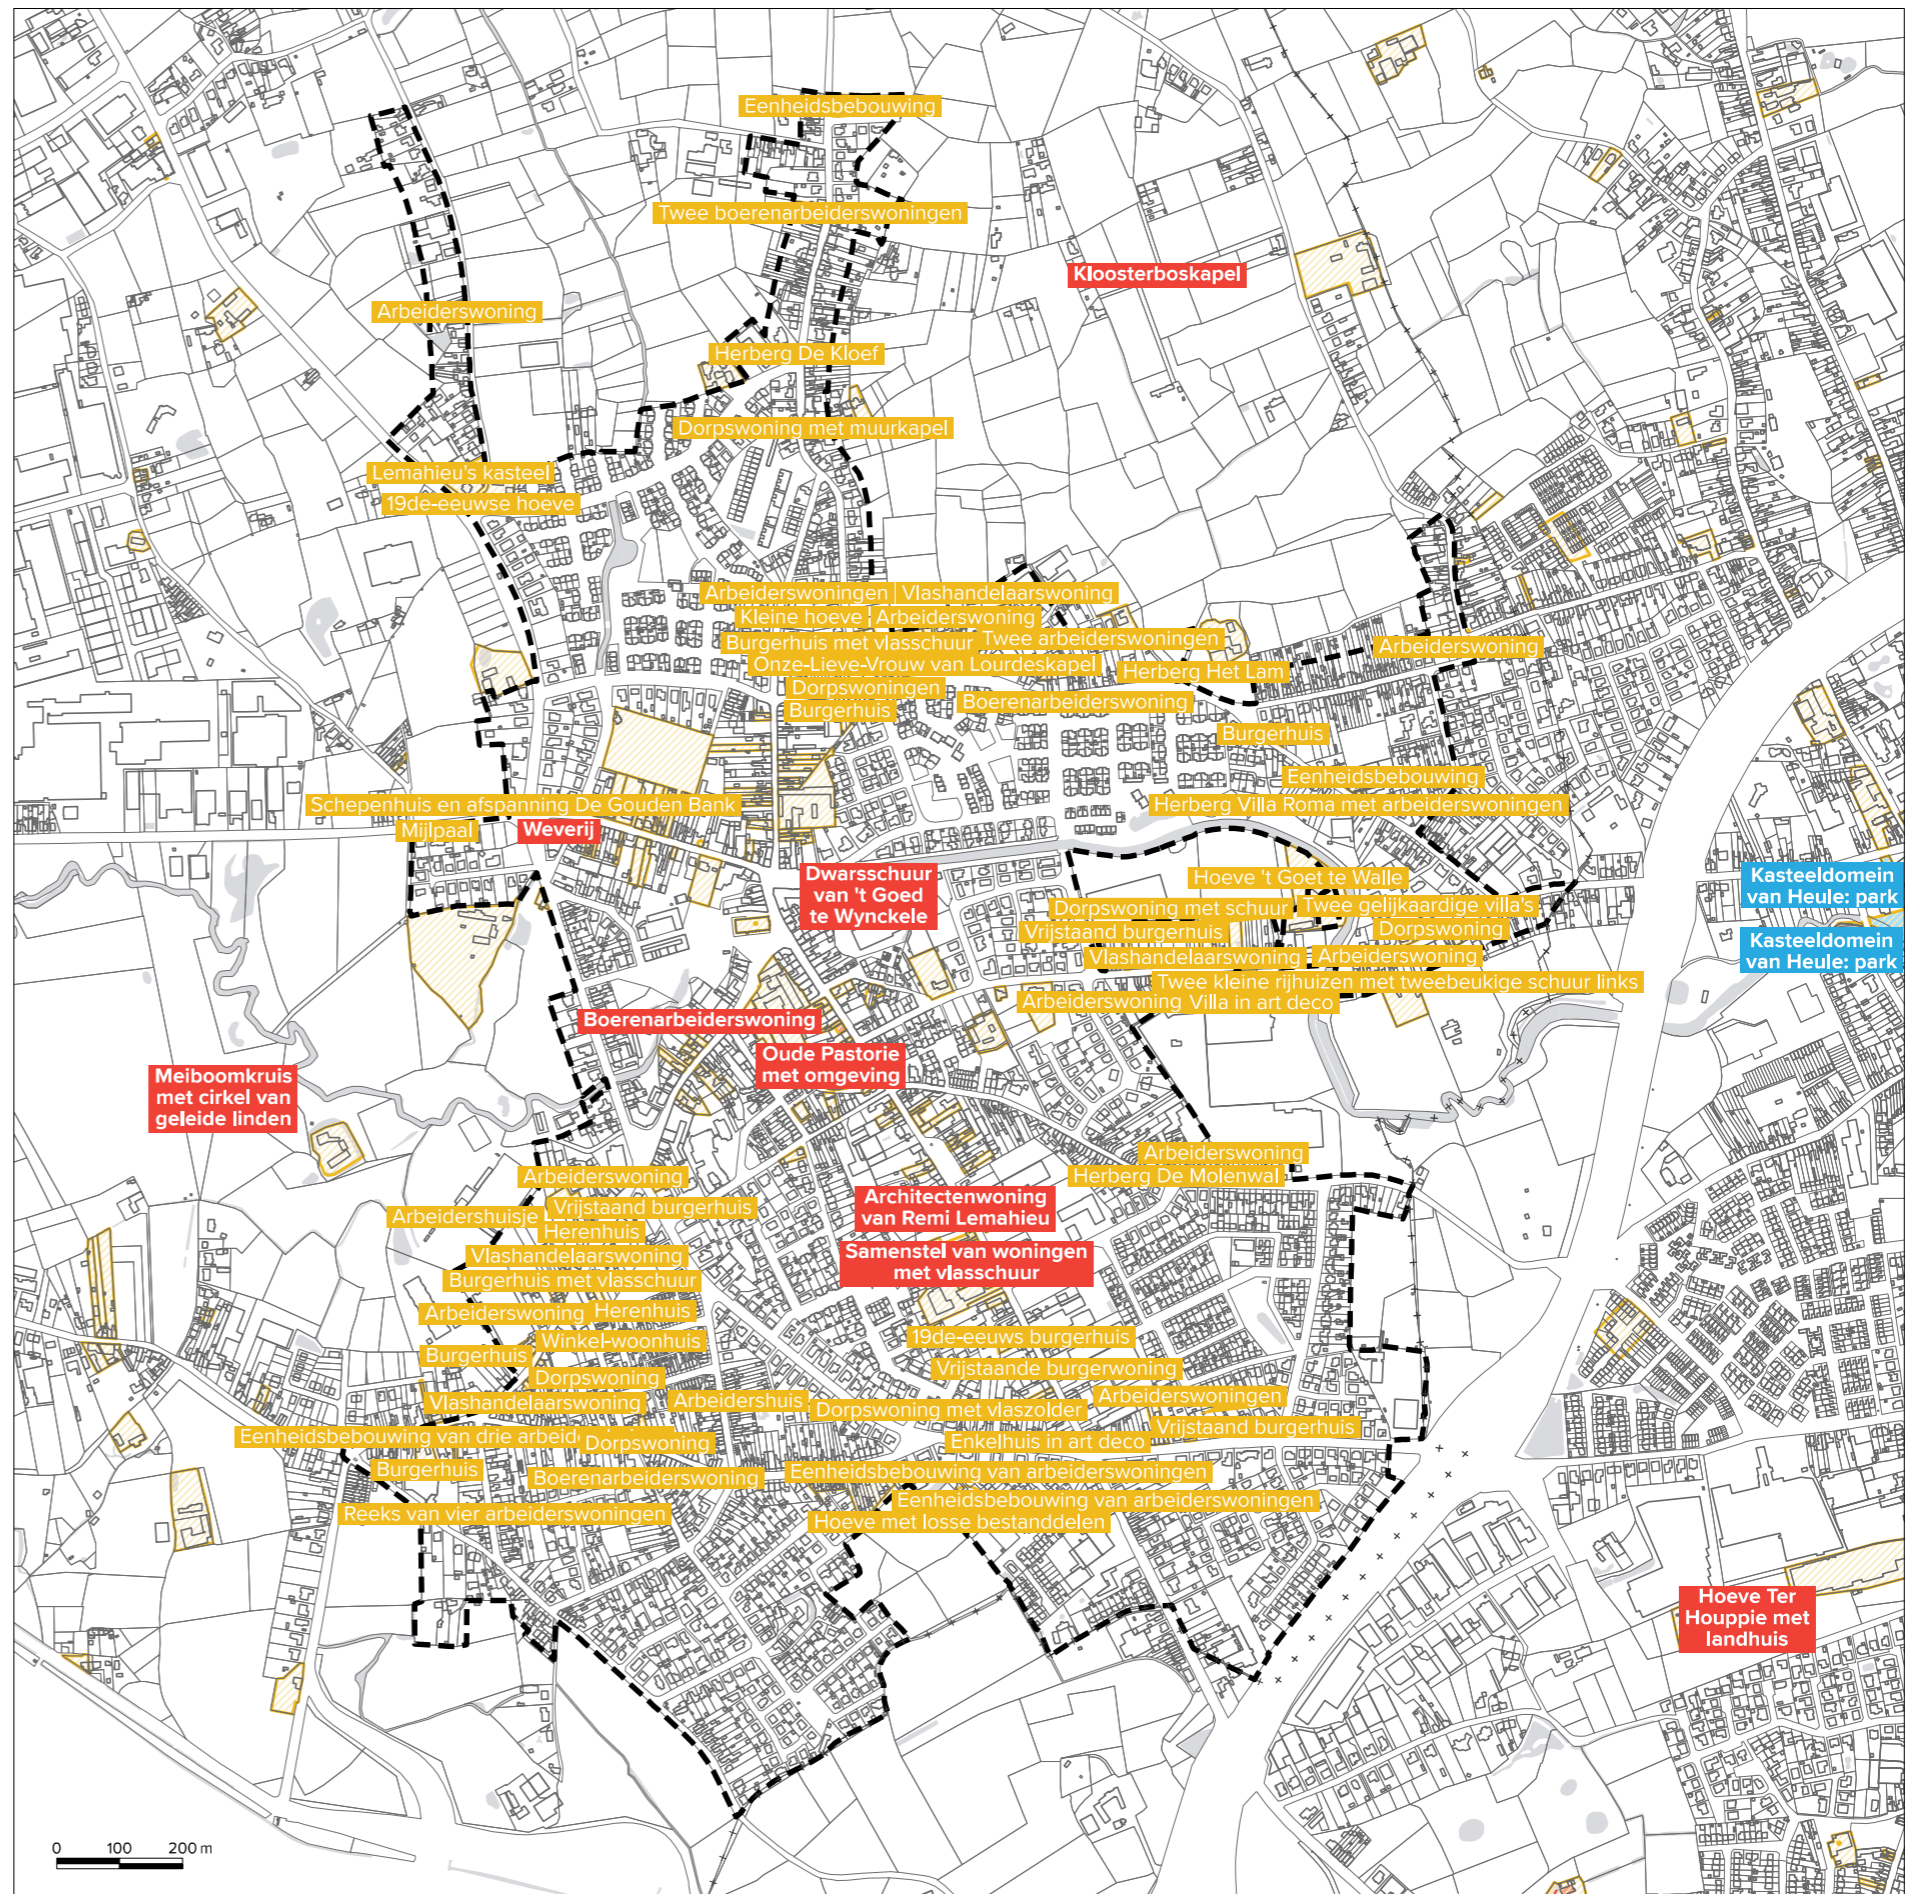 Eenheidsbebouwing
Twee boerenarbeiderswoningen
Kloosterboskapel
Arbeiderswoning
Herberg De Kloef
Dorpswoning met muurkapel
Lemahieu's kasteel
19de-eeuwse hoeve
Arbeiderswoningen
Vlashandelaarswoning
Kleine hoeve
Arbeiderswoning
Burgerhuis met vlasschuur
Twee arbeiderswoningen
Onze-Lieve-Vrouw van Lourdeskapel
Herberg Het Lam
Arbeiderswoning
Dorpswoningen
Burgerhuis
Boerenarbeiderswoning
Burgerhuis
Eenheidsbebouwing
Schepenhuis en afspanning De Gouden Bank
Herberg Villa Roma met arbeiderswoningen
Mijlpaal
Weverij
Dwarsschuur
van 't Goed
te Wynckele
Hoeve 't Goet te Walle
Kasteeldomein
van Heule: park
Dorpswoning met schuur
Twee gelijkaardige villa's
Vrijstaand burgerhuis
Dorpswoning
Kasteeldomein
van Heule: park
Vlashandelaarswoning
Arbeiderswoning
Twee kleine rijhuizen met tweebeukige schuur links
Arbeiderswoning
Villa in art deco
Boerenarbeiderswoning
Oude Pastorie
met omgeving
Meiboomkruis
met cirkel van
geleide linden
Arbeiderswoning
Herberg De Molenwal
Arbeiderswoning
Vrijstaand burgerhuis
Arbeidershuisje
Herenhuis
Architectenwoning
van Remi Lemahieu
Vlashandelaarswoning
Samenstel van woningen
met vlasschuur
Burgerhuis met vlasschuur
Arbeiderswoning
Herenhuis
Winkel-woonhuis
19de-eeuws burgerhuis
Burgerhuis
Vrijstaande burgerwoning
Dorpswoning
Vlashandelaarswoning
Arbeidershuis
Arbeiderswoningen
Dorpswoning met vlaszolder
Vrijstaand burgerhuis
Eenheidsbebouwing van drie arbeide
Dorpswoning
Enkelhuis in art deco
Burgerhuis
Boerenarbeiderswoning
Eenheidsbebouwing van arbeiderswoningen
Reeks van vier arbeiderswoningen
Eenheidsbebouwing van arbeiderswoningen
Hoeve met losse bestanddelen
Hoeve Ter
Houppie met
landhuis
0 100 200 m